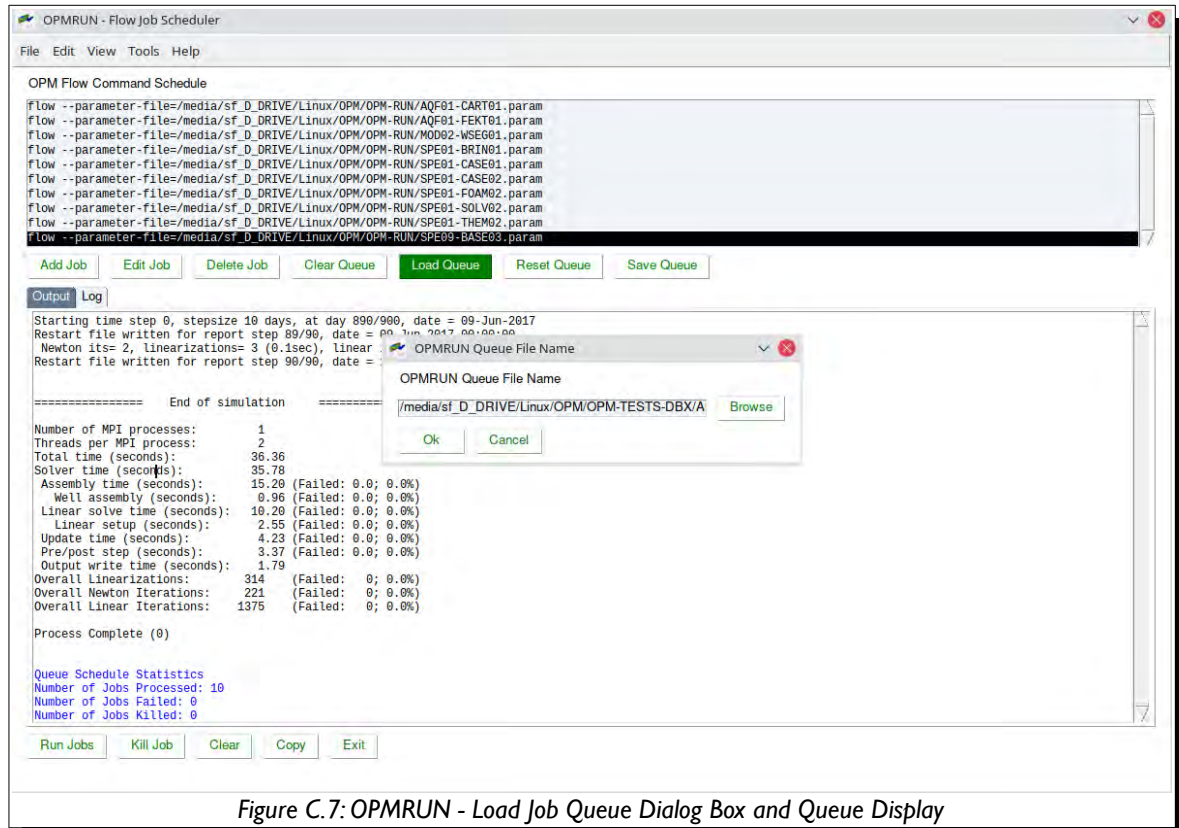 OPMRUN - Flow Job Scheduler
File Edit View Tools Help
OPM Flow Command Schedule
flow --parameter-file=/media/sf_D_DRIVE/Linux/OPM/OPM-RUN/AQF01-CART01.param
flow --parameter-file=/media/sf_D_DRIVE/Linux/OPM/OPM-RUN/AQF01-FEKT01.param
flow --parameter-file=/media/sf_D_DRIVE/Linux/OPM/OPM-RUN/MOD02-WSEG01.param
flow --parameter-file=/media/sf_D_DRIVE/Linux/OPM/OPM-RUN/SPE01-BRIN01.param
flow --parameter-file=/media/sf_D_DRIVE/Linux/OPM/OPM-RUN/SPE01-CASE01.param
flow --parameter-file=/media/sf_D_DRIVE/Linux/OPM/OPM-RUN/SPE01-CASE02.param
flow --parameter-file=/media/sf_D_DRIVE/Linux/OPM/OPM-RUN/SPE01-FOAM02.param
flow --parameter-file=/media/sf_D_DRIVE/Linux/OPM/OPM-RUN/SPE01-SOLV02.param
flow --parameter-file=/media/sf_D_DRIVE/Linux/OPM/OPM-RUN/SPE01-THEM02.param
flow --parameter-file=/media/sf_D_DRIVE/Linux/OPM/OPM-RUN/SPE09-BASE03.param
Add Job Edit Job Delete Job Clear Queue Load Queue Reset Queue Save Queue
Output Log
Starting time step 0, stepsize 10 days, at day 890/900, date = 09-Jun-2017
Restart file written for report step 89/90, date = 09-Jun-2017 00:00:00
Newton its= 2, linearizations= 3 (0.1sec), linear
Restart file written for report step 90/90, date =
================ End of simulation ==========
Number of MPI processes: 1
Threads per MPI process: 2
Total time (seconds): 36.36
Solver time (seconds): 35.78
Assembly time (seconds): 15.20 (Failed: 0.0; 0.0%)
Well assembly (seconds): 0.96 (Failed: 0.0; 0.0%)
Linear solve time (seconds): 10.20 (Failed: 0.0; 0.0%)
Linear setup (seconds): 2.55 (Failed: 0.0; 0.0%)
Update time (seconds): 4.23 (Failed: 0.0; 0.0%)
Pre/post step (seconds): 3.37 (Failed: 0.0; 0.0%)
Output write time (seconds): 1.79
Overall Linearizations: 314 (Failed: 0; 0.0%)
Overall Newton Iterations: 221 (Failed: 0; 0.0%)
Overall Linear Iterations: 1375 (Failed: 0; 0.0%)
Process Complete (0)
Queue Schedule Statistics
Number of Jobs Processed: 10
Number of Jobs Failed: 0
Number of Jobs Killed: 0
OPMRUN Queue File Name
OPMRUN Queue File Name
/media/sf_D_DRIVE/Linux/OPM/OPM-TESTS-DBX/A Browse
Ok Cancel
Run Jobs Kill Job Clear Copy Exit
Figure C.7: OPMRUN - Load Job Queue Dialog Box and Queue Display